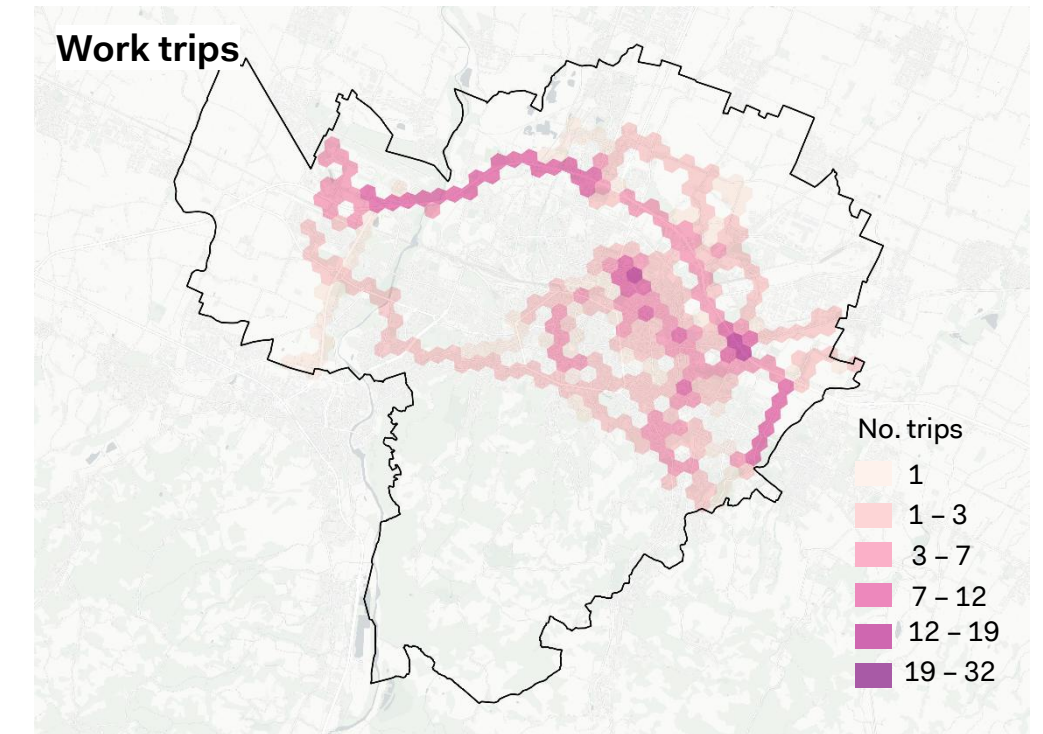 Work trips
No. trips
1
1 – 3
3 – 7
7 – 12
12 – 19
19 – 32